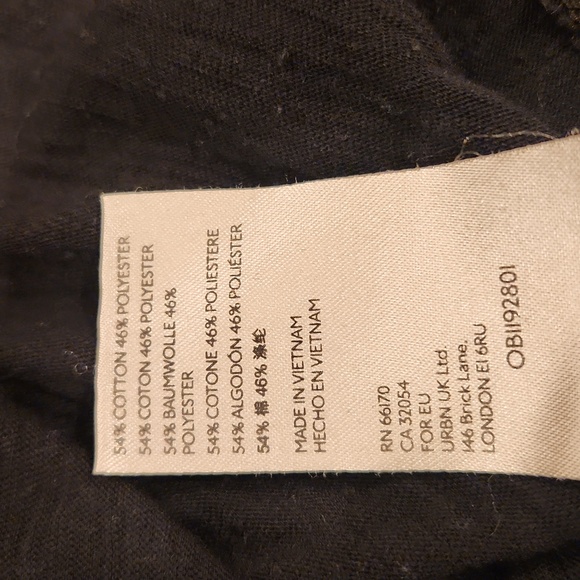 54% COTTON 46% POLYESTER
54% COTON 46% POLYESTER
54% BAUMWOLLE 46%
POLYESTER
54% COTONE 46% POLIESTERE
54% ALGODÓN 46% POLIÉSTER
54% 棉 46% 涤纶
MADE IN VIETNAM
HECHO EN VIETNAM
RN 66170
CA 32054
FOR EU
URBN UK Ltd.
146 Brick Lane,
LONDON E1 6RU
OB1192801